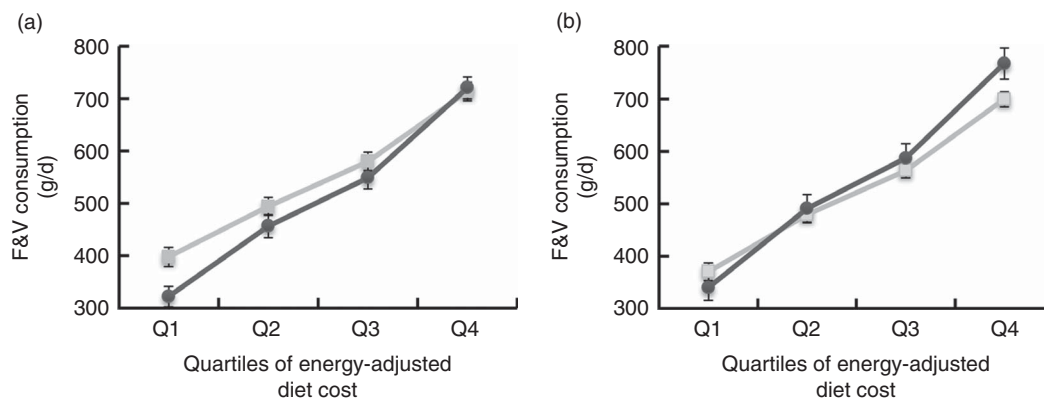 (a)
800
700
600
500
400
300
F&V consumption
(g/d)
Q1 Q2 Q3 Q4
Quartiles of energy-adjusted
diet cost
(b)
800
700
600
500
400
300
F&V consumption
(g/d)
Q1 Q2 Q3 Q4
Quartiles of energy-adjusted
diet cost